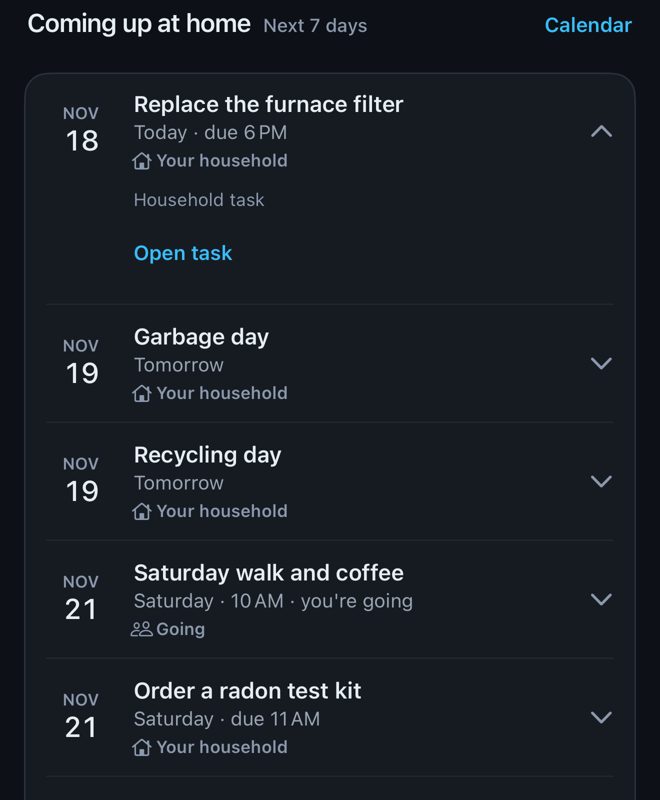 Coming up at home Next 7 days Calendar
NOV
18
Replace the furnace filter
Today · due 6 PM
Your household
Household task
Open task
NOV
19
Garbage day
Tomorrow
Your household
NOV
19
Recycling day
Tomorrow
Your household
NOV
21
Saturday walk and coffee
Saturday · 10 AM · you're going
Going
NOV
21
Order a radon test kit
Saturday · due 11 AM
Your household